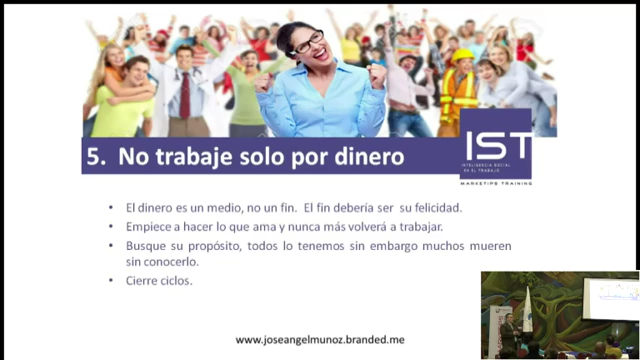 5. No trabaje solo por dinero
IST
INTELIGENCIA SOCIAL
EN EL TRABAJO
MARKETIPS TRAINING
• El dinero es un medio, no un fin. El fin debería ser su felicidad.
• Empiece a hacer lo que ama y nunca más volverá a trabajar.
• Busque su propósito, todos lo tenemos sin embargo muchos mueren
sin conocerlo.
• Cierre ciclos.
www.joseangelmunoz.branded.me